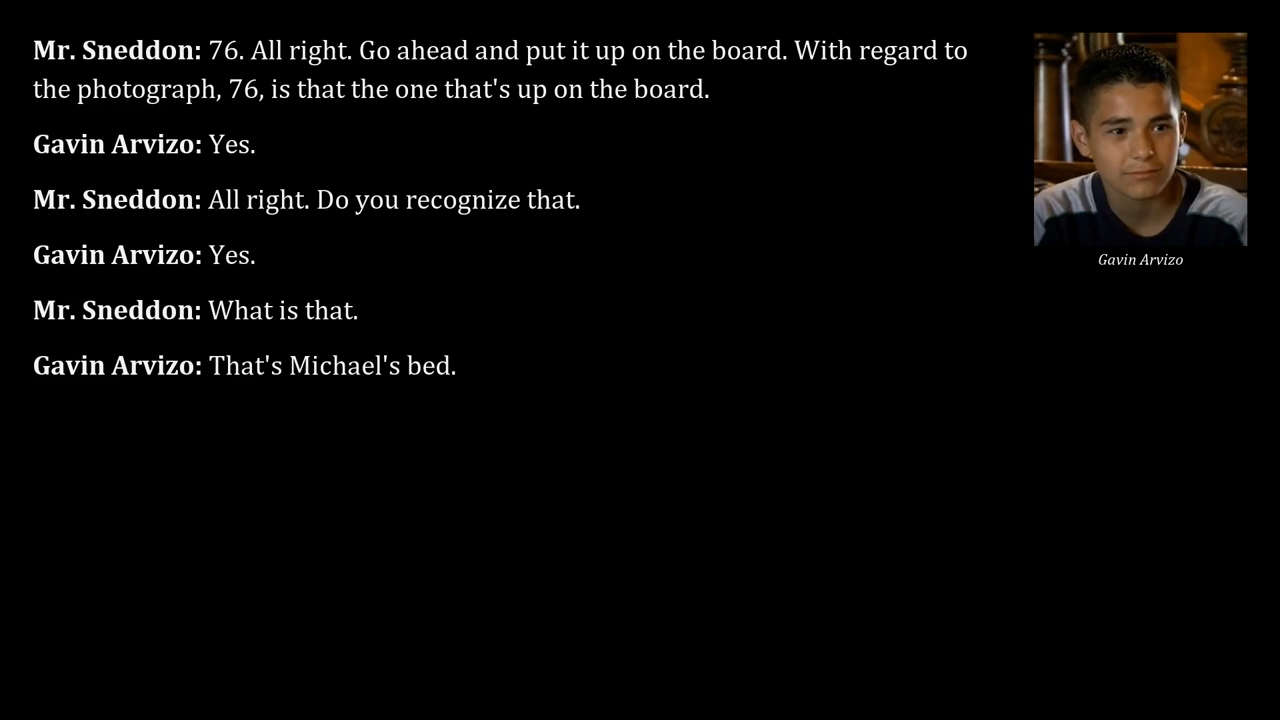 Mr. Sneddon: 76. All right. Go ahead and put it up on the board. With regard to
the photograph, 76, is that the one that's up on the board.
Gavin Arvizo: Yes.
Mr. Sneddon: All right. Do you recognize that.
Gavin Arvizo: Yes.
Mr. Sneddon: What is that.
Gavin Arvizo: That's Michael's bed.
Gavin Arvizo